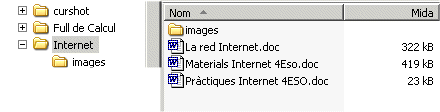 curshot
Full de Calcul
Internet
images
Nom Mida
images
La red Internet.doc 322 kB
Materials Internet 4Eso.doc 419 kB
Pràctiques Internet 4ESO.doc 23 kB